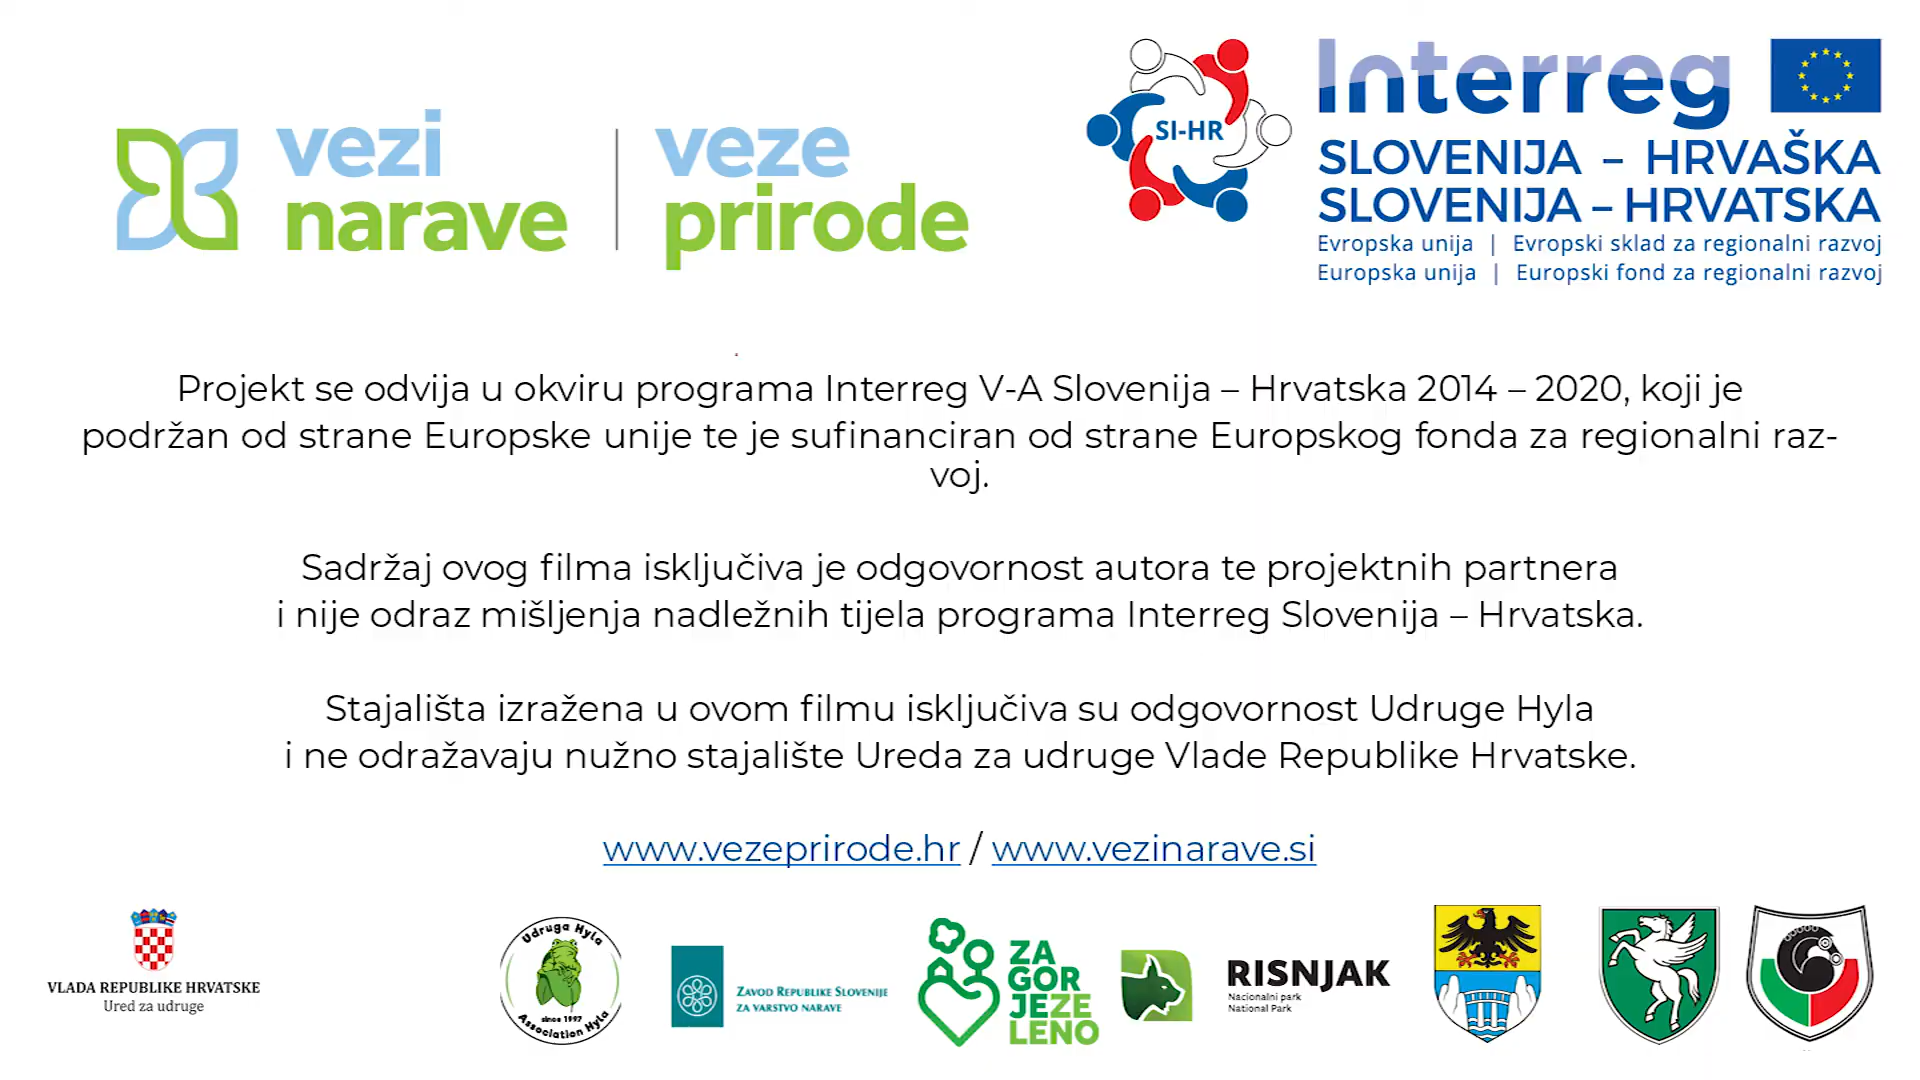 vezi
narave
veze
prirode
SI-HR
Interreg
SLOVENIJA – HRVAŠKA
SLOVENIJA – HRVATSKA
Evropska unija | Evropski sklad za regionalni razvoj
Europska unija | Europski fond za regionalni razvoj
Projekt se odvija u okviru programa Interreg V-A Slovenija – Hrvatska 2014 – 2020, koji je
podržan od strane Europske unije te je sufinanciran od strane Europskog fonda za regionalni raz-
voj.
Sadržaj ovog filma isključiva je odgovornost autora te projektnih partnera
i nije odraz mišljenja nadležnih tijela programa Interreg Slovenija – Hrvatska.
Stajališta izražena u ovom filmu isključiva su odgovornost Udruge Hyla
i ne odražavaju nužno stajalište Ureda za udruge Vlade Republike Hrvatske.
www.vezeprirode.hr / www.vezinarave.si
VLADA REPUBLIKE HRVATSKE
Ured za udruge
Udruga Hyla
since 1997
Association Hyla
ZAVOD REPUBLIKE SLOVENIJE
ZA VARSTVO NARAVE
ZA
GOR
JEZE
LENO
RISNJAK
Nacionalni park
National Park